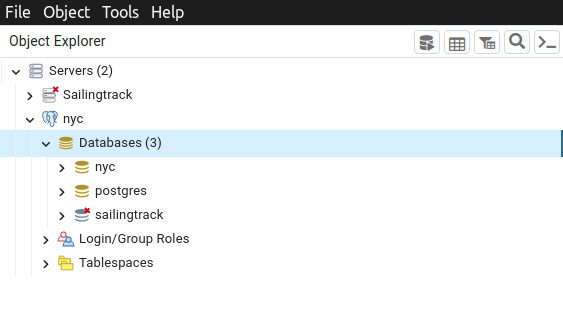 File Object Tools Help
Object Explorer
Servers (2)
Sailingtrack
nyc
Databases (3)
nyc
postgres
sailingtrack
Login/Group Roles
Tablespaces